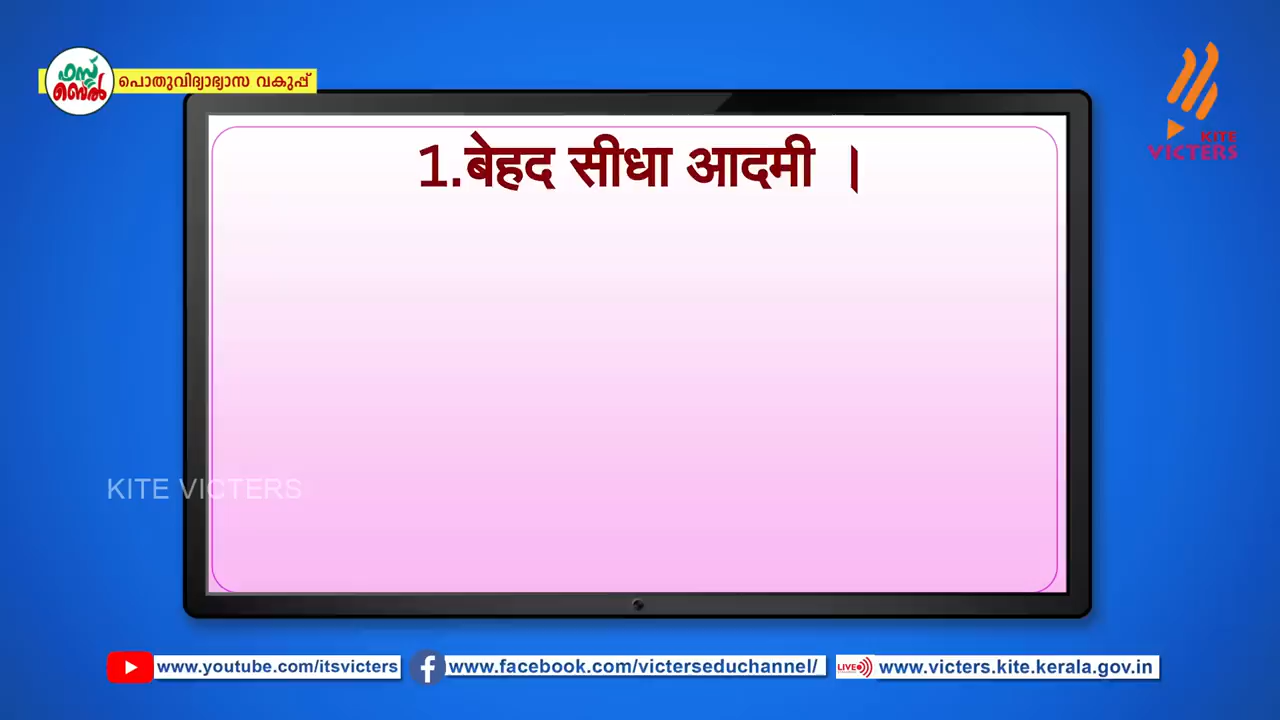 ഫസ്റ്റ്
ബെൽ
പൊതുവിദ്യാഭ്യാസ വകുപ്പ്
KITE
VICTERS
1.बेहद सीधा आदमी ।
KITE VICTERS
www.youtube.com/itsvicters
www.facebook.com/victerseduchannel/
LIVE
www.victers.kite.kerala.gov.in